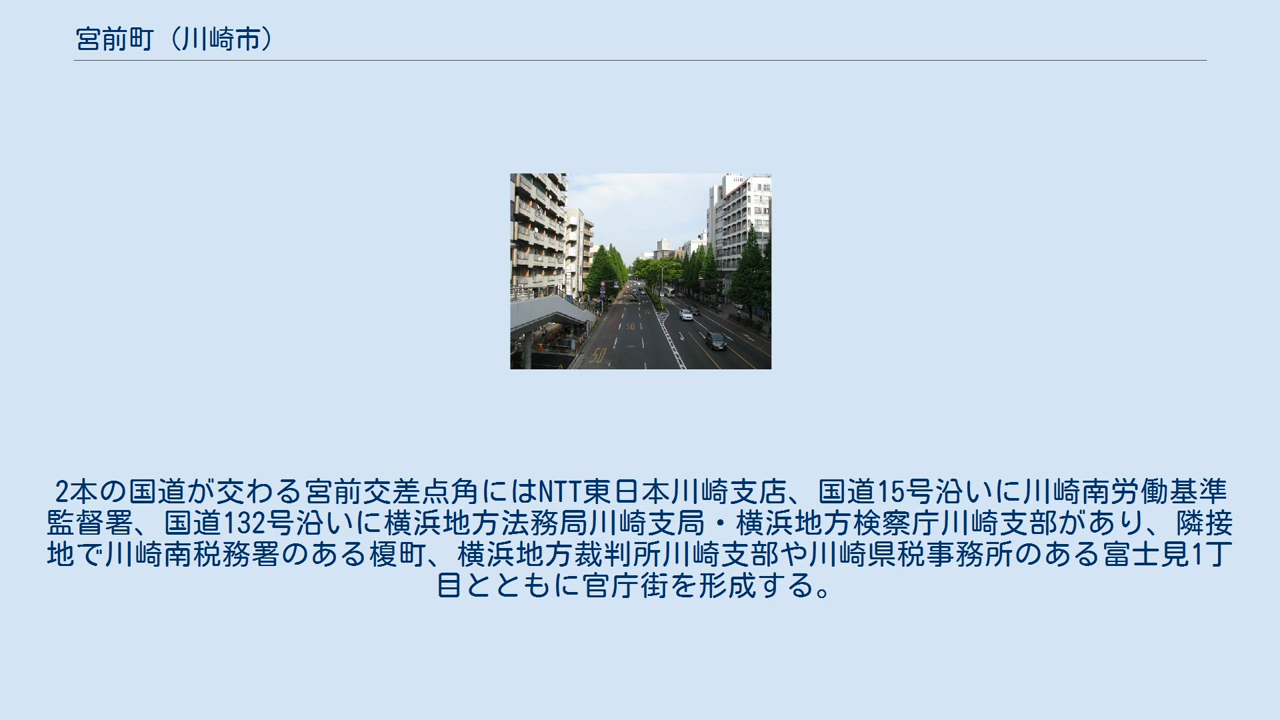 宮前町（川崎市）
50
50
2本の国道が交わる宮前交差点角にはNTT東日本川崎支店、国道15号沿いに川崎南労働基準
監督署、国道132号沿いに横浜地方法務局川崎支局・横浜地方検察庁川崎支部があり、隣接
地で川崎南税務署のある榎町、横浜地方裁判所川崎支部や川崎県税事務所のある富士見1丁
目とともに官庁街を形成する。